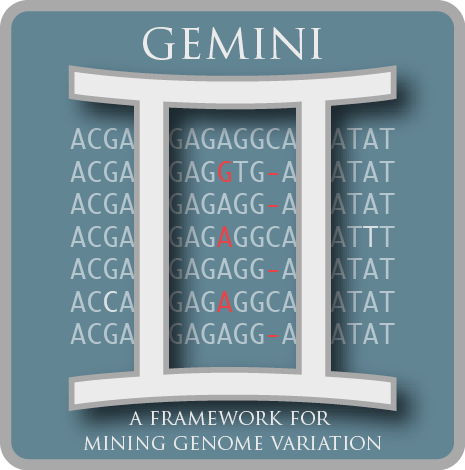 GEMINI
ACGA GAGAGGCA ATAT
ACGA GAGGTG-A ATAT
ACGA GAGAGG-A ATAT
ACGA GAGAGGCA ATTT
ACGA GAGAGG-A ATAT
ACCA GAGAGGCA ATAT
ACGA GAGAGG-A ATAT
A FRAMEWORK FOR
MINING GENOME VARIATION